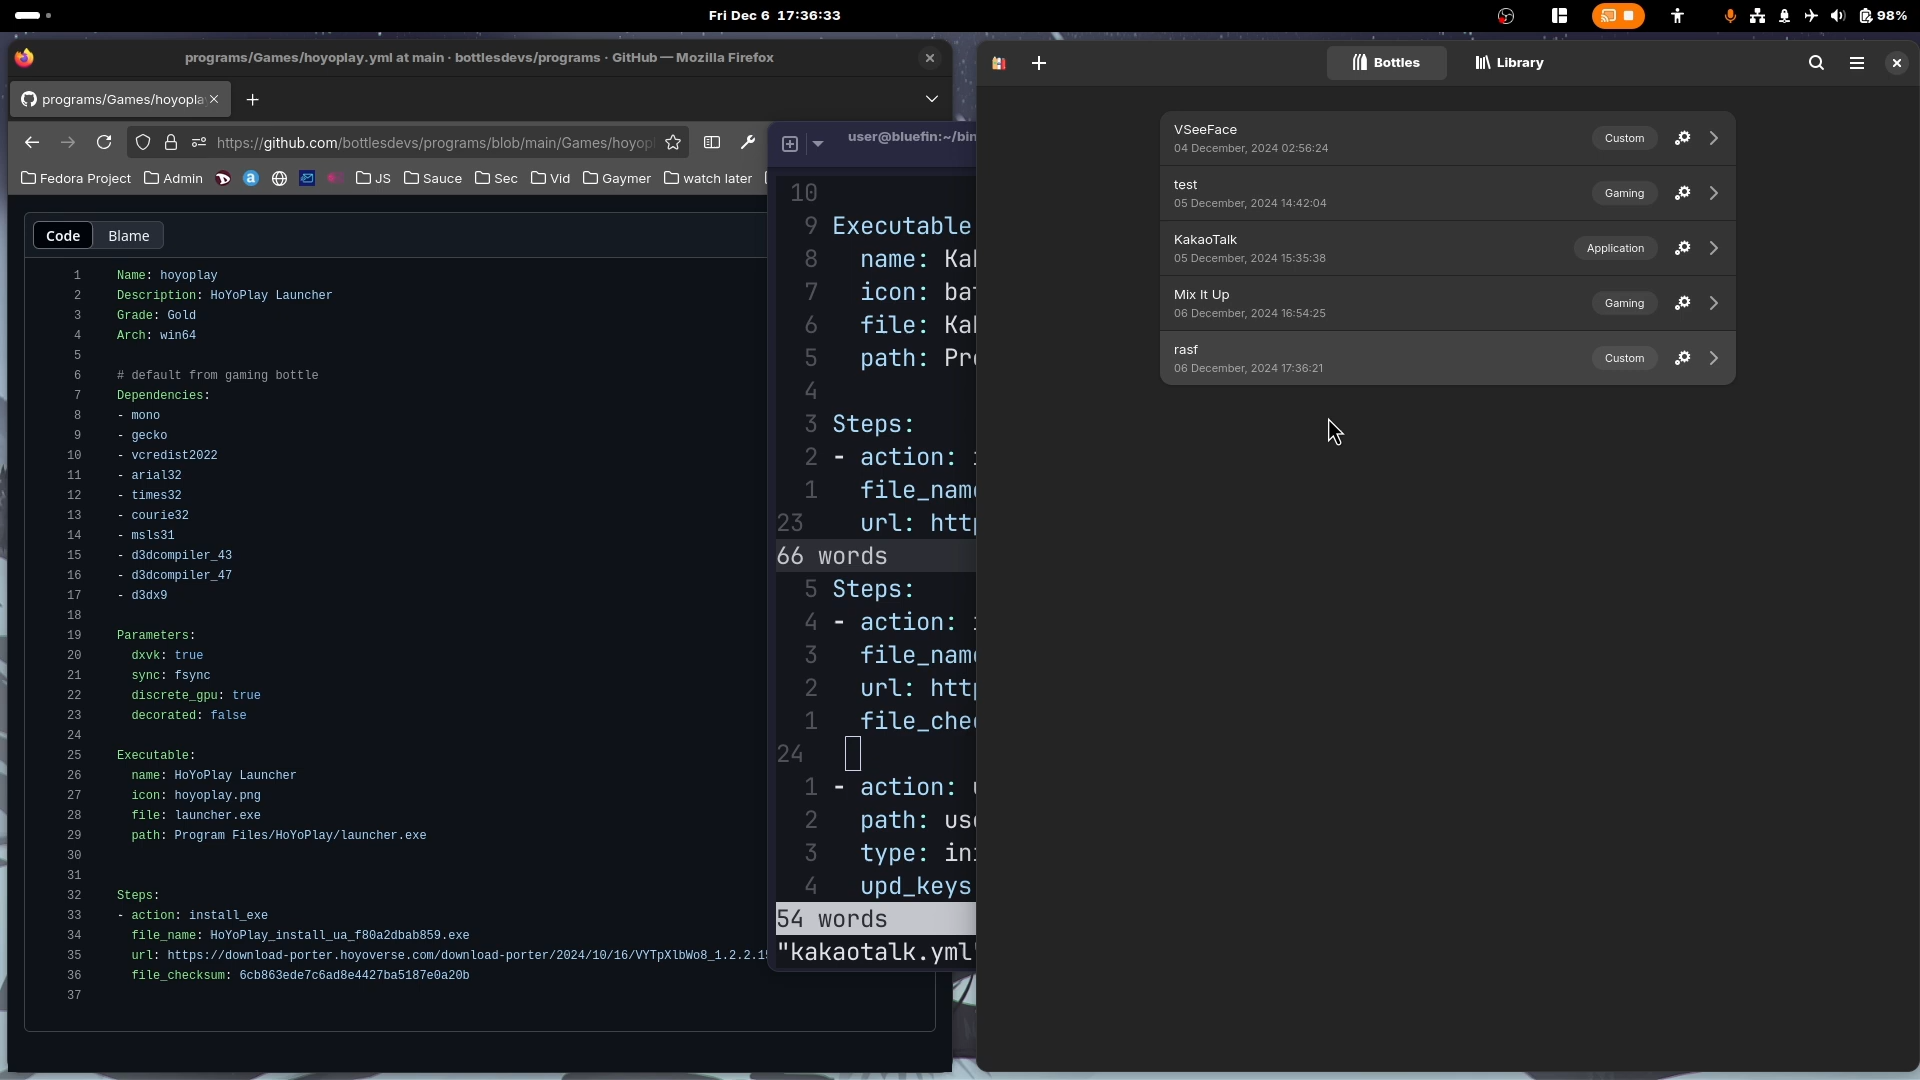 Fri Dec 6 17:36:33
98%
programs/Games/hoyoplay.yml at main · bottlesdevs/programs · GitHub — Mozilla Firefox
programs/Games/hoyopla
https://github.com/bottlesdevs/programs/blob/main/Games/hoyopl
Fedora Project
Admin
JS
Sauce
Sec
Vid
Gaymer
watch later
Code
Blame
1 Name: hoyoplay
2 Description: HoYoPlay Launcher
3 Grade: Gold
4 Arch: win64
5
6 # default from gaming bottle
7 Dependencies:
8 - mono
9 - gecko
10 - vcredist2022
11 - arial32
12 - times32
13 - courie32
14 - msls31
15 - d3dcompiler_43
16 - d3dcompiler_47
17 - d3dx9
18
19 Parameters:
20 dxvk: true
21 sync: fsync
22 discrete_gpu: true
23 decorated: false
24
25 Executable:
26 name: HoYoPlay Launcher
27 icon: hoyoplay.png
28 file: launcher.exe
29 path: Program Files/HoYoPlay/launcher.exe
30
31
32 Steps:
33 - action: install_exe
34 file_name: HoYoPlay_install_ua_f80a2dbab859.exe
35 url: https://download-porter.hoyoverse.com/download-porter/2024/10/16/VYTpXlbWo8_1.2.2.15
36 file_checksum: 6cb863ede7c6ad8e4427ba5187e0a20b
37
user@bluefin:~/bin
10
9 Executable
8 name: Kak
7 icon: bat
6 file: Kak
5 path: Pro
4
3 Steps:
2 - action: i
1 file_name
23 url: http
66 words
5 Steps:
4 - action: i
3 file_name
2 url: http
1 file_chec
24
1 - action: u
2 path: use
3 type: ini
4 upd_keys
54 words
"kakaotalk.yml"
Bottles
Library
VSeeFace
04 December, 2024 02:56:24
Custom
test
05 December, 2024 14:42:04
Gaming
KakaoTalk
05 December, 2024 15:35:38
Application
Mix It Up
06 December, 2024 16:54:25
Gaming
rasf
06 December, 2024 17:36:21
Custom